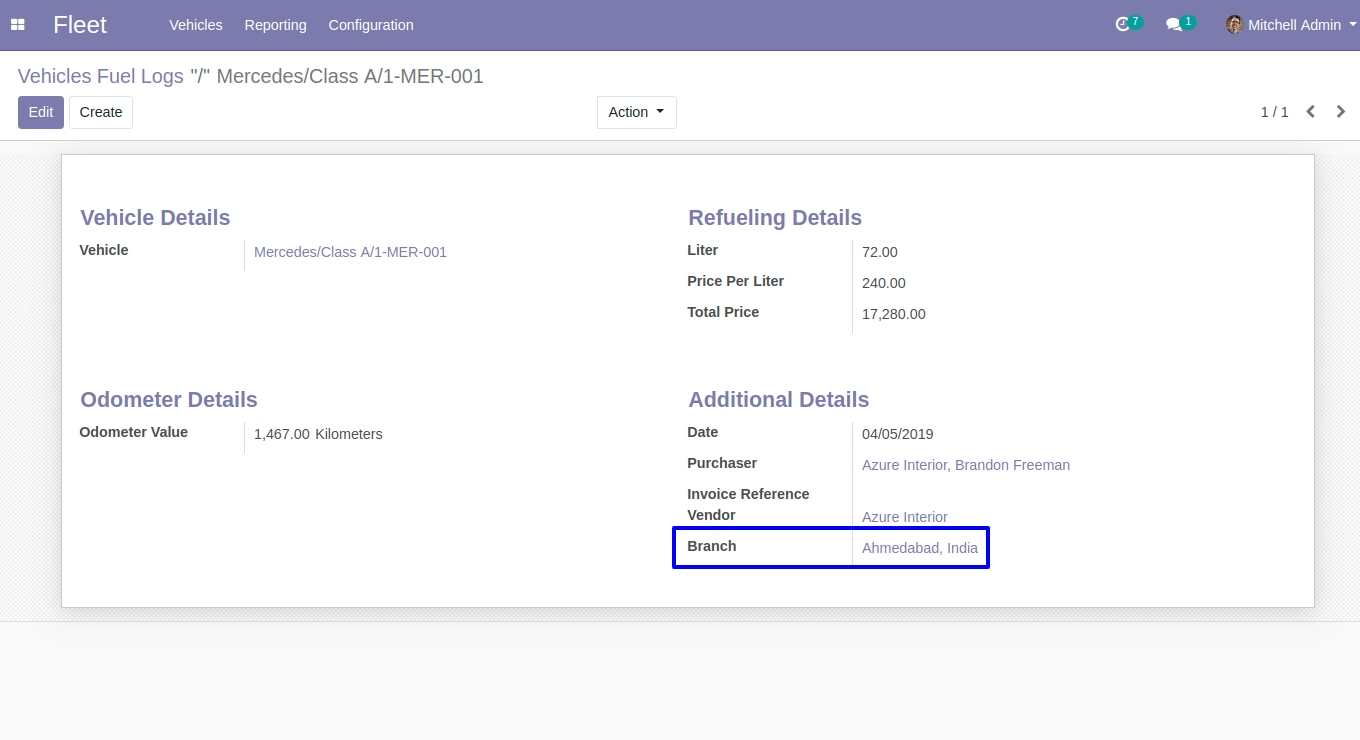 Fleet Vehicles Reporting Configuration 7 1 Mitchell Admin
Vehicles Fuel Logs "/" Mercedes/Class A/1-MER-001
Edit Create Action 1 / 1
Vehicle Details
Vehicle Mercedes/Class A/1-MER-001
Refueling Details
Liter 72.00
Price Per Liter 240.00
Total Price 17,280.00
Odometer Details
Odometer Value 1,467.00 Kilometers
Additional Details
Date 04/05/2019
Purchaser Azure Interior, Brandon Freeman
Invoice Reference
Vendor Azure Interior
Branch Ahmedabad, India